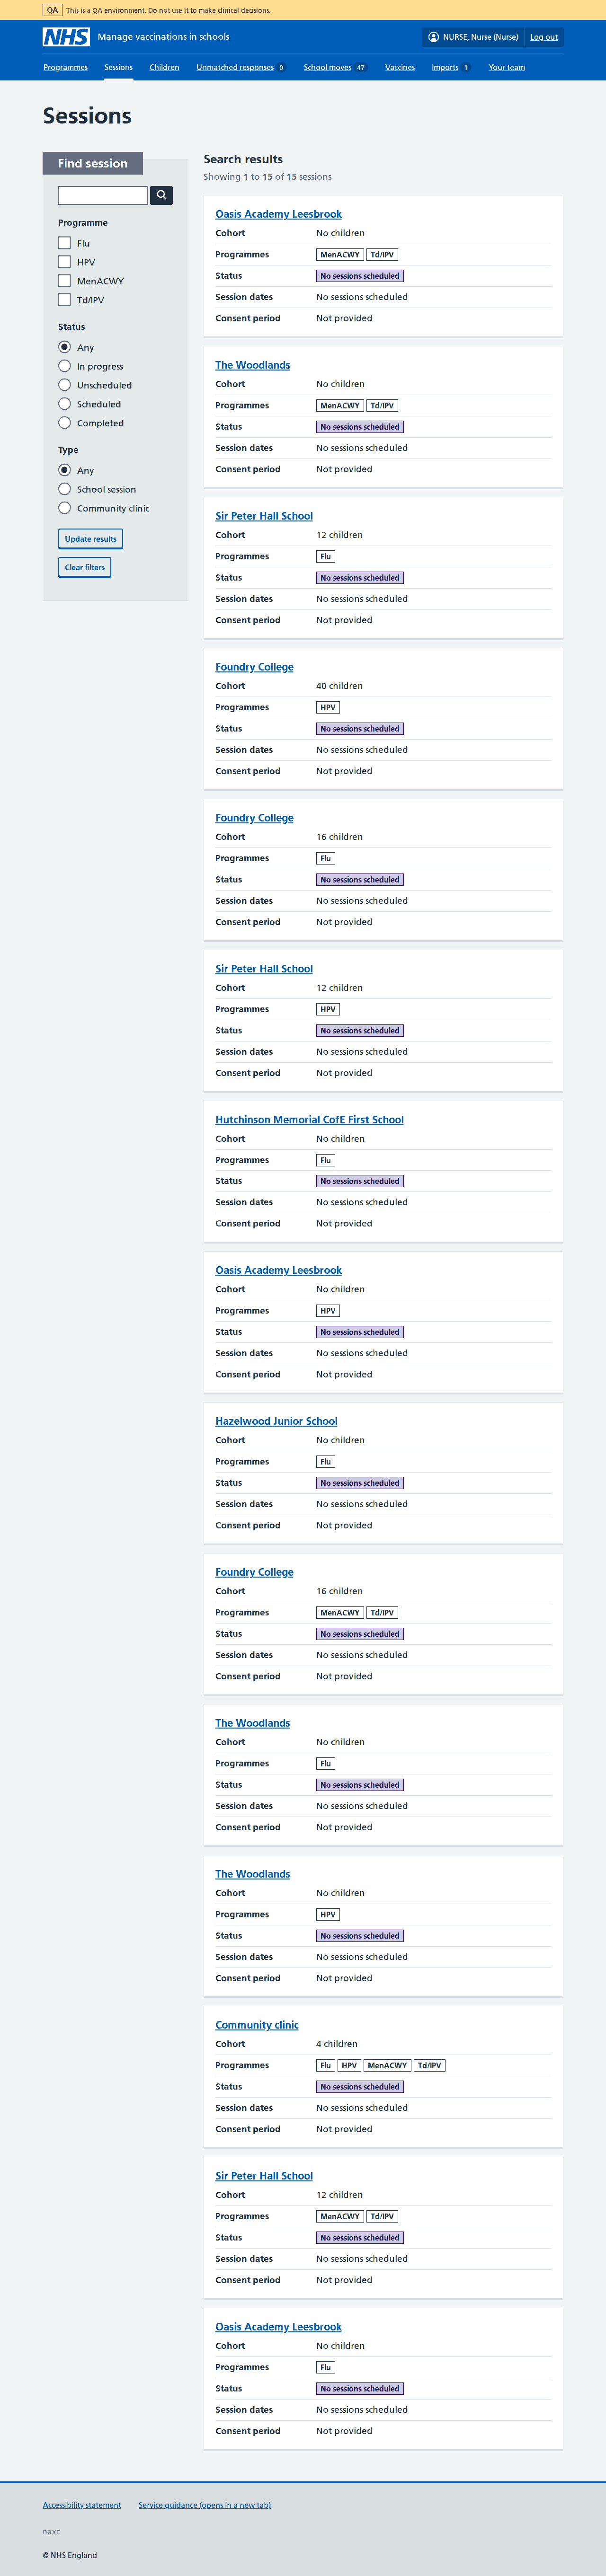 QA This is a QA environment. Do not use it to make clinical decisions.
NHS Manage vaccinations in schools NURSE, Nurse (Nurse) Log out
Programmes Sessions Children Unmatched responses 0 School moves 47 Vaccines Imports 1 Your team
Sessions
Find session
Programme
Flu
HPV
MenACWY
Td/IPV
Status
Any
In progress
Unscheduled
Scheduled
Completed
Type
Any
School session
Community clinic
Update results
Clear filters
Search results
Showing 1 to 15 of 15 sessions
Oasis Academy Leesbrook
Cohort No children
Programmes MenACWY Td/IPV
Status No sessions scheduled
Session dates No sessions scheduled
Consent period Not provided
The Woodlands
Cohort No children
Programmes MenACWY Td/IPV
Status No sessions scheduled
Session dates No sessions scheduled
Consent period Not provided
Sir Peter Hall School
Cohort 12 children
Programmes Flu
Status No sessions scheduled
Session dates No sessions scheduled
Consent period Not provided
Foundry College
Cohort 40 children
Programmes HPV
Status No sessions scheduled
Session dates No sessions scheduled
Consent period Not provided
Foundry College
Cohort 16 children
Programmes Flu
Status No sessions scheduled
Session dates No sessions scheduled
Consent period Not provided
Sir Peter Hall School
Cohort 12 children
Programmes HPV
Status No sessions scheduled
Session dates No sessions scheduled
Consent period Not provided
Hutchinson Memorial CofE First School
Cohort No children
Programmes Flu
Status No sessions scheduled
Session dates No sessions scheduled
Consent period Not provided
Oasis Academy Leesbrook
Cohort No children
Programmes HPV
Status No sessions scheduled
Session dates No sessions scheduled
Consent period Not provided
Hazelwood Junior School
Cohort No children
Programmes Flu
Status No sessions scheduled
Session dates No sessions scheduled
Consent period Not provided
Foundry College
Cohort 16 children
Programmes MenACWY Td/IPV
Status No sessions scheduled
Session dates No sessions scheduled
Consent period Not provided
The Woodlands
Cohort No children
Programmes Flu
Status No sessions scheduled
Session dates No sessions scheduled
Consent period Not provided
The Woodlands
Cohort No children
Programmes HPV
Status No sessions scheduled
Session dates No sessions scheduled
Consent period Not provided
Community clinic
Cohort 4 children
Programmes Flu HPV MenACWY Td/IPV
Status No sessions scheduled
Session dates No sessions scheduled
Consent period Not provided
Sir Peter Hall School
Cohort 12 children
Programmes MenACWY Td/IPV
Status No sessions scheduled
Session dates No sessions scheduled
Consent period Not provided
Oasis Academy Leesbrook
Cohort No children
Programmes Flu
Status No sessions scheduled
Session dates No sessions scheduled
Consent period Not provided
Accessibility statement Service guidance (opens in a new tab)
next
© NHS England